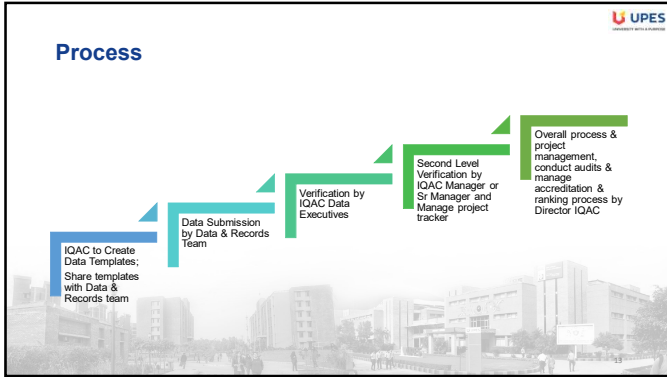 UPES
UNIVERSITY WITH A PURPOSE
Process
IQAC to Create
Data Templates;
Share templates
with Data &
Records team
Data Submission
by Data & Records
Team
Verification by
IQAC Data
Executives
Second Level
Verification by
IQAC Manager or
Sr Manager and
Manage project
tracker
Overall process &
project
management,
conduct audits &
manage
accreditation &
ranking process by
Director IQAC
13